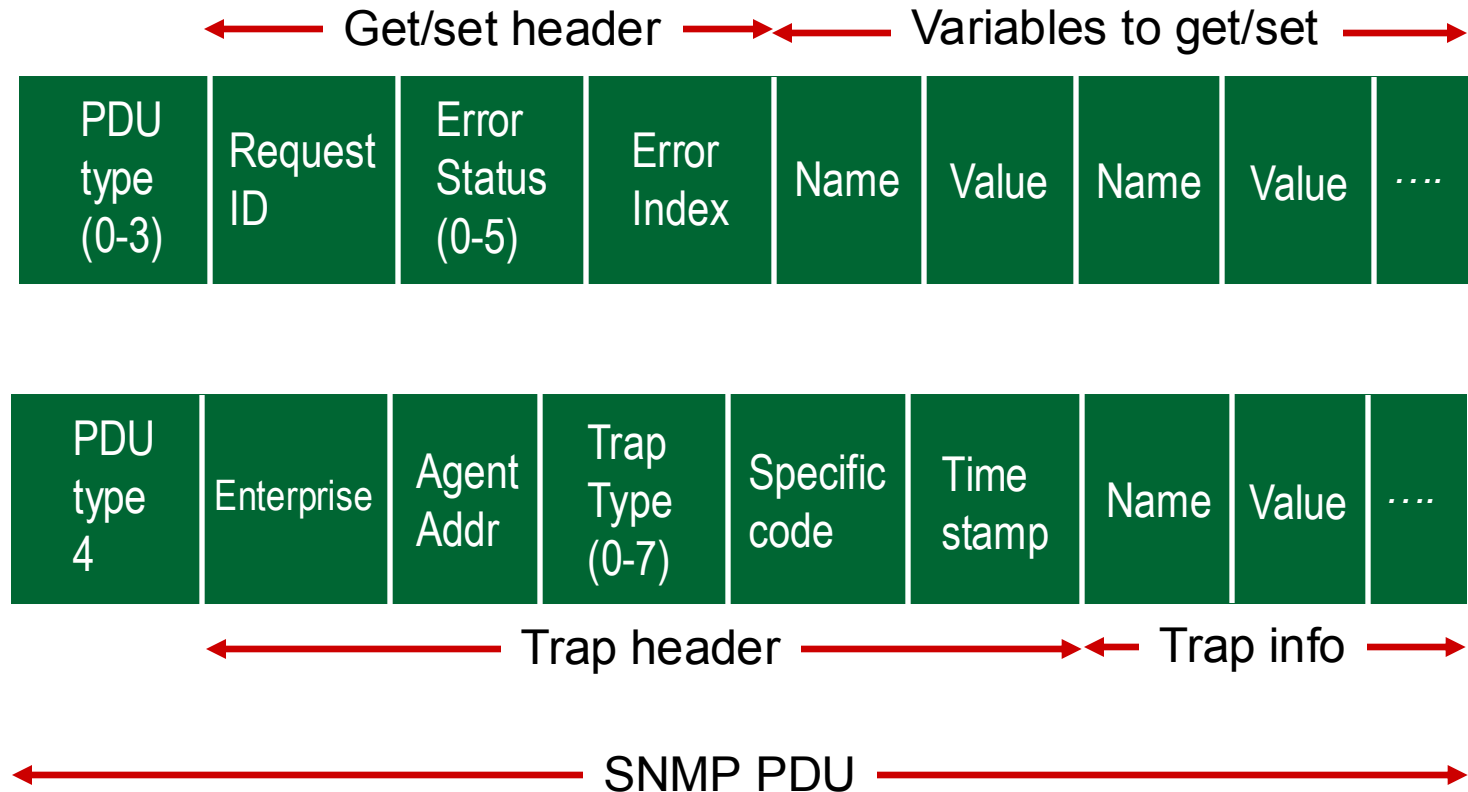 Get/set header
Variables to get/set
PDU
type
(0-3)
Request
ID
Error
Status
(0-5)
Error
Index
Name
Value
Name
Value
....
PDU
type
4
Enterprise
Agent
Addr
Trap
Type
(0-7)
Specific
code
Time
stamp
Name
Value
....
Trap header
Trap info
SNMP PDU